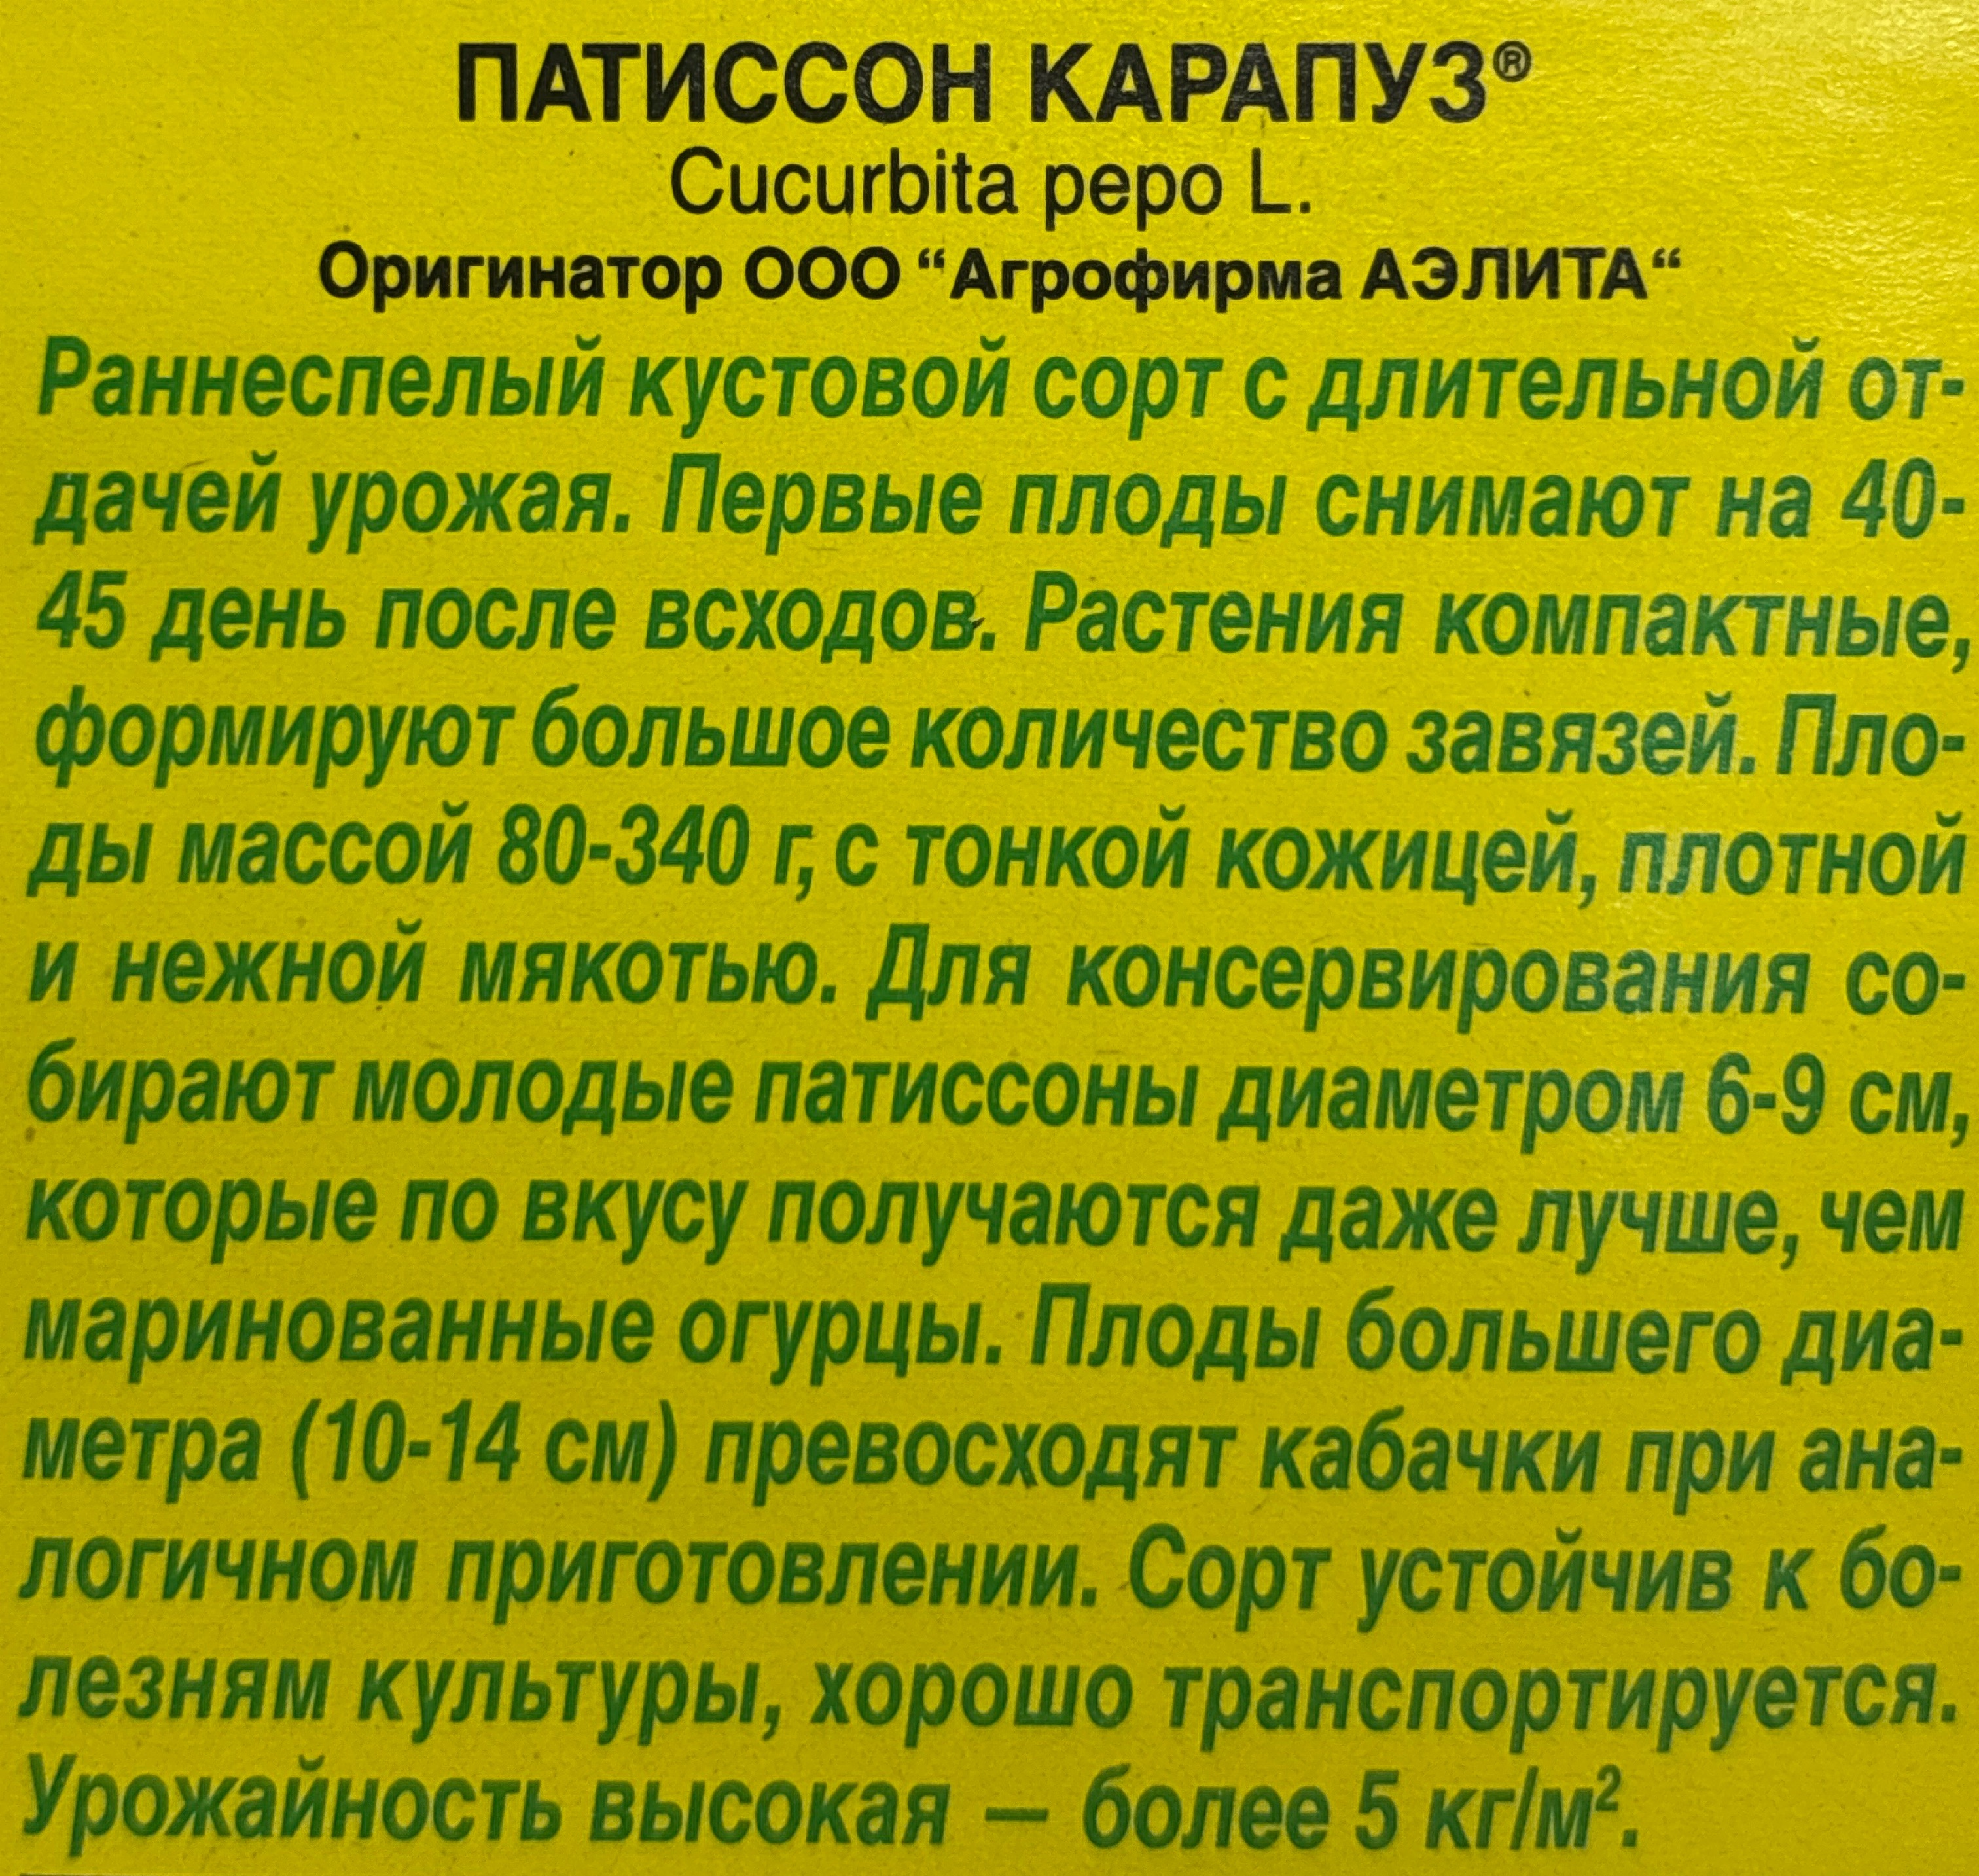 ПАТИССОН КАРАПУЗ®
Cucurbita pepo L.
Оригинатор ООО “Агрофирма АЭЛИТА“
Раннеспелый кустовой сорт с длительной от-
дачей урожая. Первые плоды снимают на 40-
45 день после всходов. Растения компактные,
формируют большое количество завязей. Пло-
ды массой 80-340 г, с тонкой кожицей, плотной
и нежной мякотью. Для консервирования со-
бирают молодые патиссоны диаметром 6-9 см,
которые по вкусу получаются даже лучше, чем
маринованные огурцы. Плоды большего диа-
метра (10-14 см) превосходят кабачки при ана-
логичном приготовлении. Сорт устойчив к бо-
лезням культуры, хорошо транспортируется.
Урожайность высокая — более 5 кг/м².